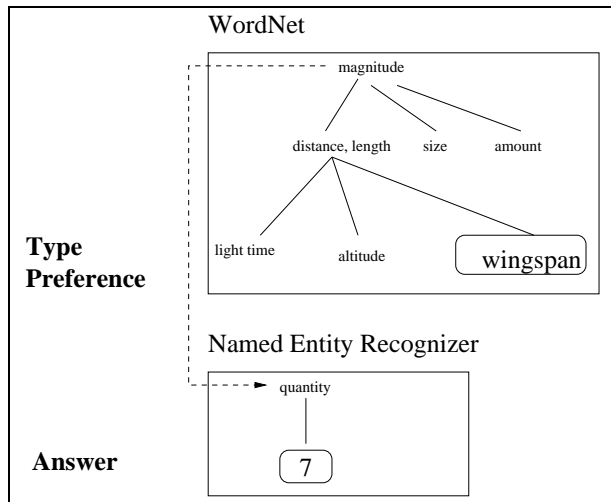 WordNet
magnitude
distance, length size amount
light time altitude wingspan
Type
Preference
Named Entity Recognizer
quantity
Answer 7